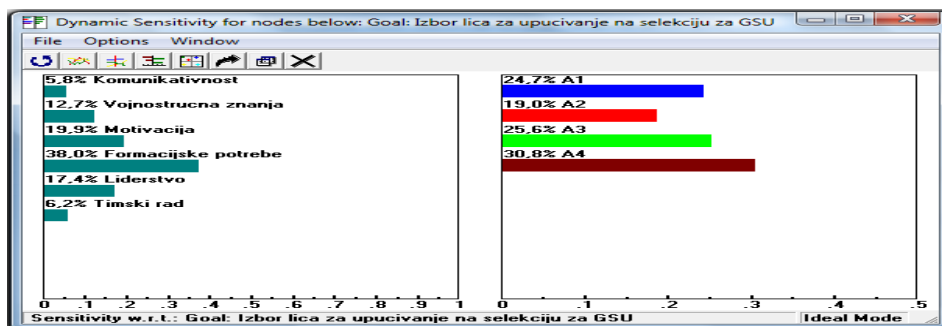 Dynamic Sensitivity for nodes below: Goal: Izbor lica za upucivanje na selekciju za GSU
File Options Window
5,8% Komunikativnost
12,7% Vojnostrucna znanja
19,9% Motivacija
38,0% Formacijske potrebe
17,4% Liderstvo
6,2% Timski rad
0 .1 .2 .3 .4 .5 .6 .7 .8 .9 1
24,7% A1
19,0% A2
25,6% A3
30,8% A4
0 .1 .2 .3 .4 .5
Sensitivity w.r.t.: Goal: Izbor lica za upucivanje na selekciju za GSU
Ideal Mode